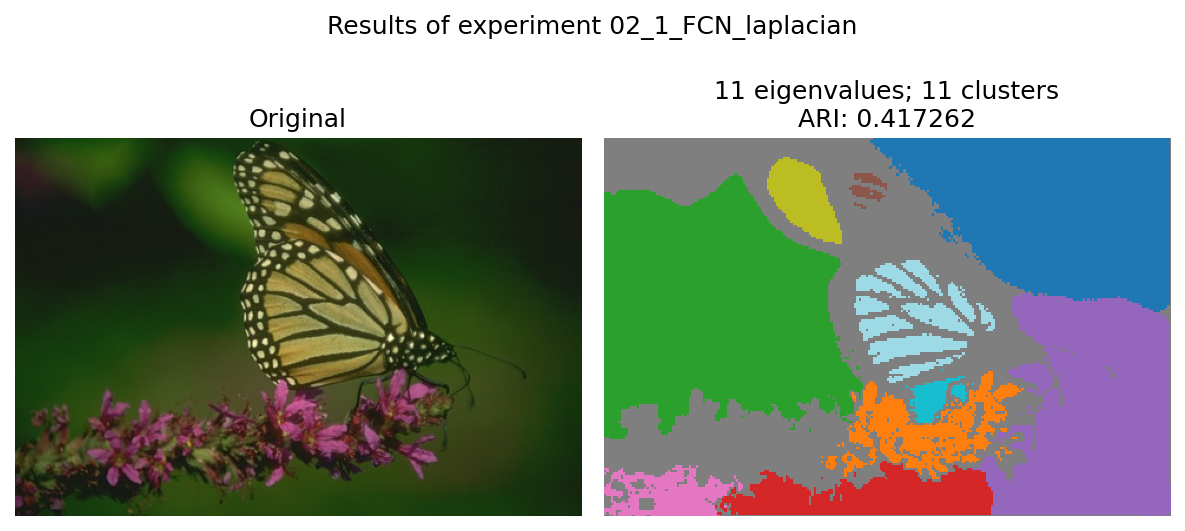 Results of experiment 02_1_FCN_laplacian
Original
11 eigenvalues; 11 clusters
ARI: 0.417262